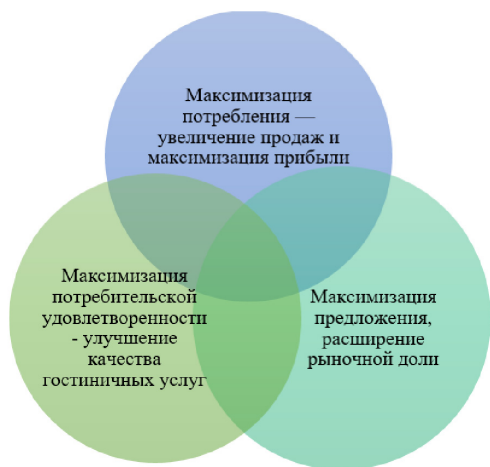 Максимизация
потребления —
увеличение продаж и
максимизация прибыли
Максимизация
потребительской
удовлетворенности
- улучшение
качества
гостиничных услуг
Максимизация
предложения,
расширение
рыночной доли